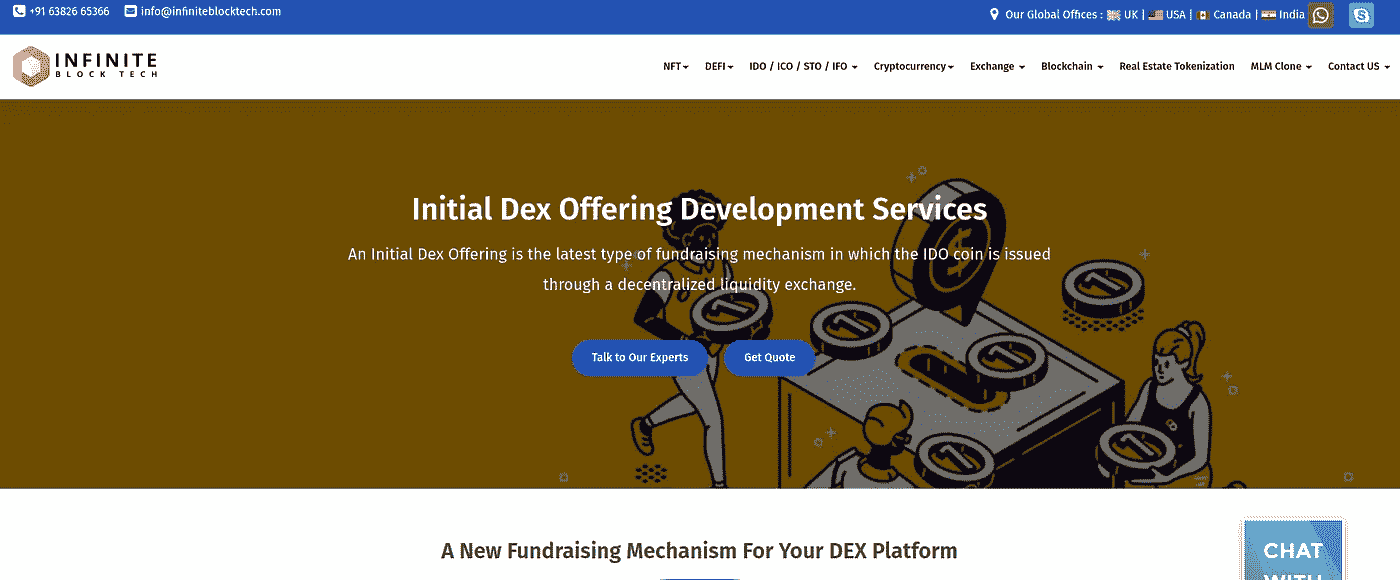 +91 63826 65366 info@infiniteblocktech.com Our Global Offices : UK | USA | Canada | India
INFINITE
BLOCK TECH
NFT DEFI IDO / ICO / STO / IFO Cryptocurrency Exchange Blockchain Real Estate Tokenization MLM Clone Contact US
Initial Dex Offering Development Services
An Initial Dex Offering is the latest type of fundraising mechanism in which the IDO coin is issued
through a decentralized liquidity exchange.
Talk to Our Experts Get Quote
A New Fundraising Mechanism For Your DEX Platform
CHAT
WITH